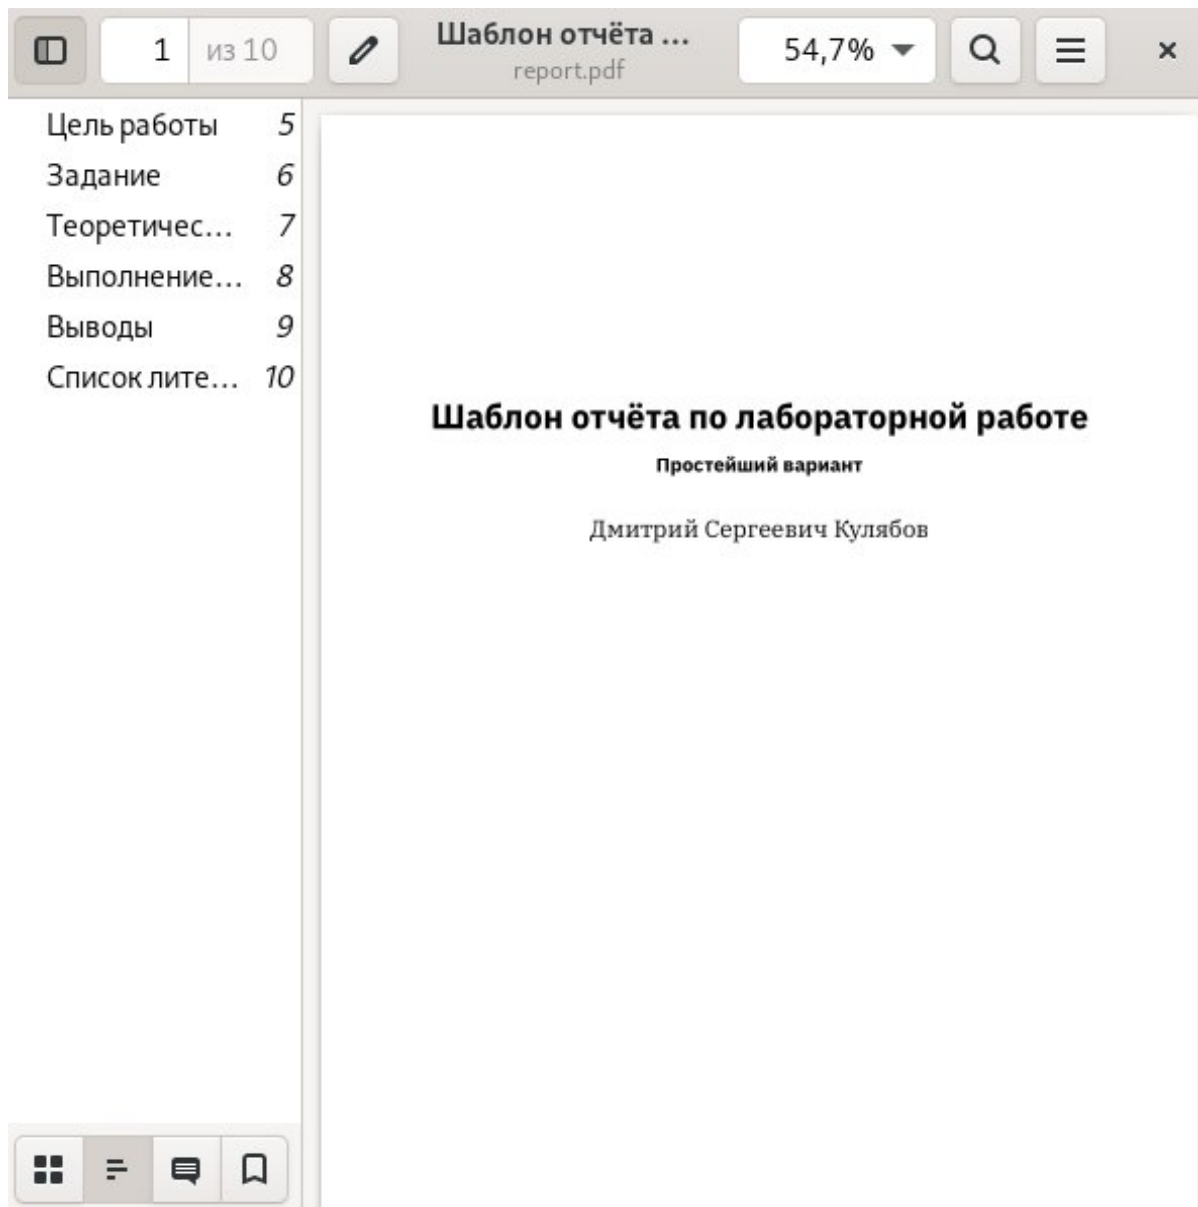 1 из 10 Шаблон отчёта ... 54,7%
report.pdf
Цель работы 5
Задание 6
Теоретичес... 7
Выполнение... 8
Выводы 9
Список лите... 10
Шаблон отчёта по лабораторной работе
Простейший вариант
Дмитрий Сергеевич Кулябов